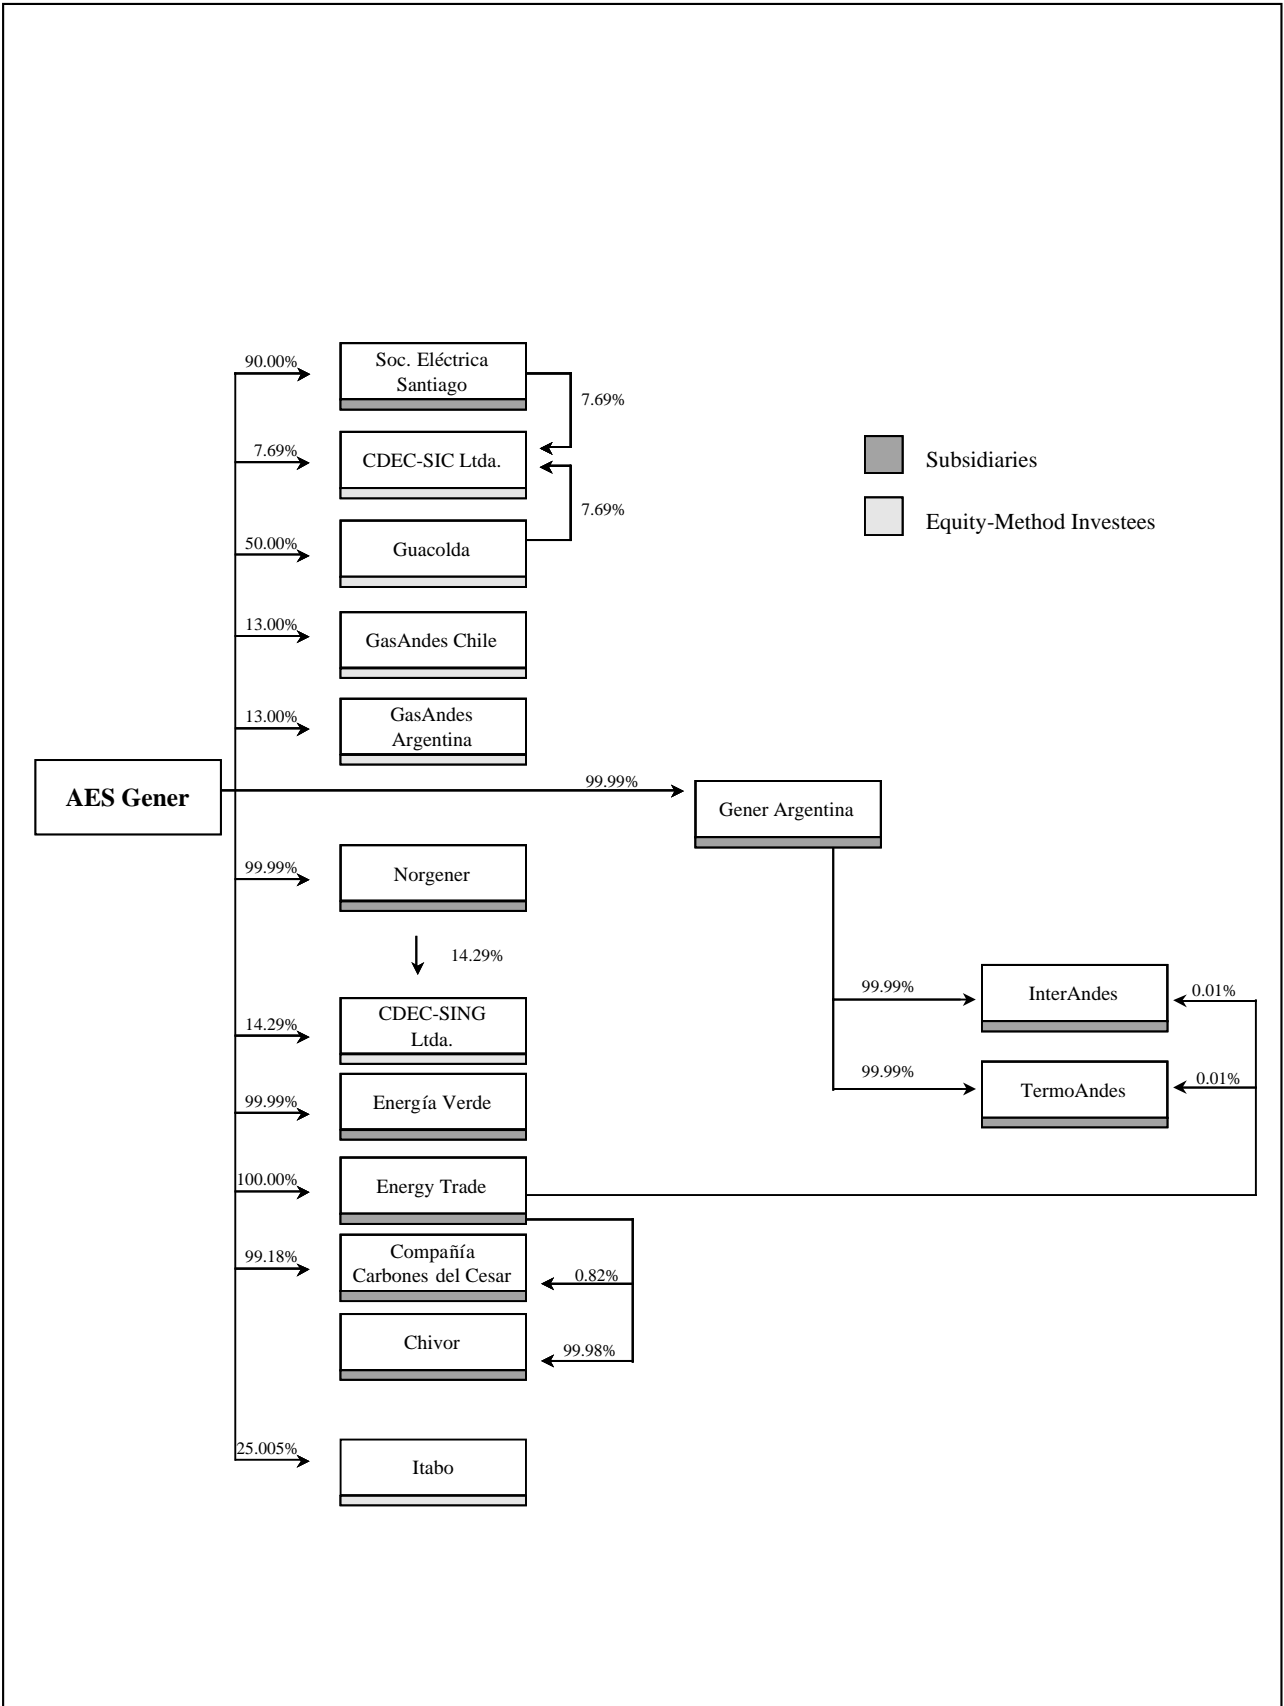 90.00%
Soc. Eléctrica
Santiago
7.69%
7.69%
CDEC-SIC Ltda.
Subsidiaries
7.69%
Equity-Method Investees
50.00%
Guacolda
13.00%
GasAndes Chile
13.00%
GasAndes
Argentina
AES Gener
99.99%
Gener Argentina
99.99%
Norgener
14.29%
99.99%
InterAndes
0.01%
14.29%
CDEC-SING
Ltda.
99.99%
TermoAndes
0.01%
99.99%
Energía Verde
100.00%
Energy Trade
99.18%
Compañía
Carbones del Cesar
0.82%
Chivor
99.98%
25.005%
Itabo